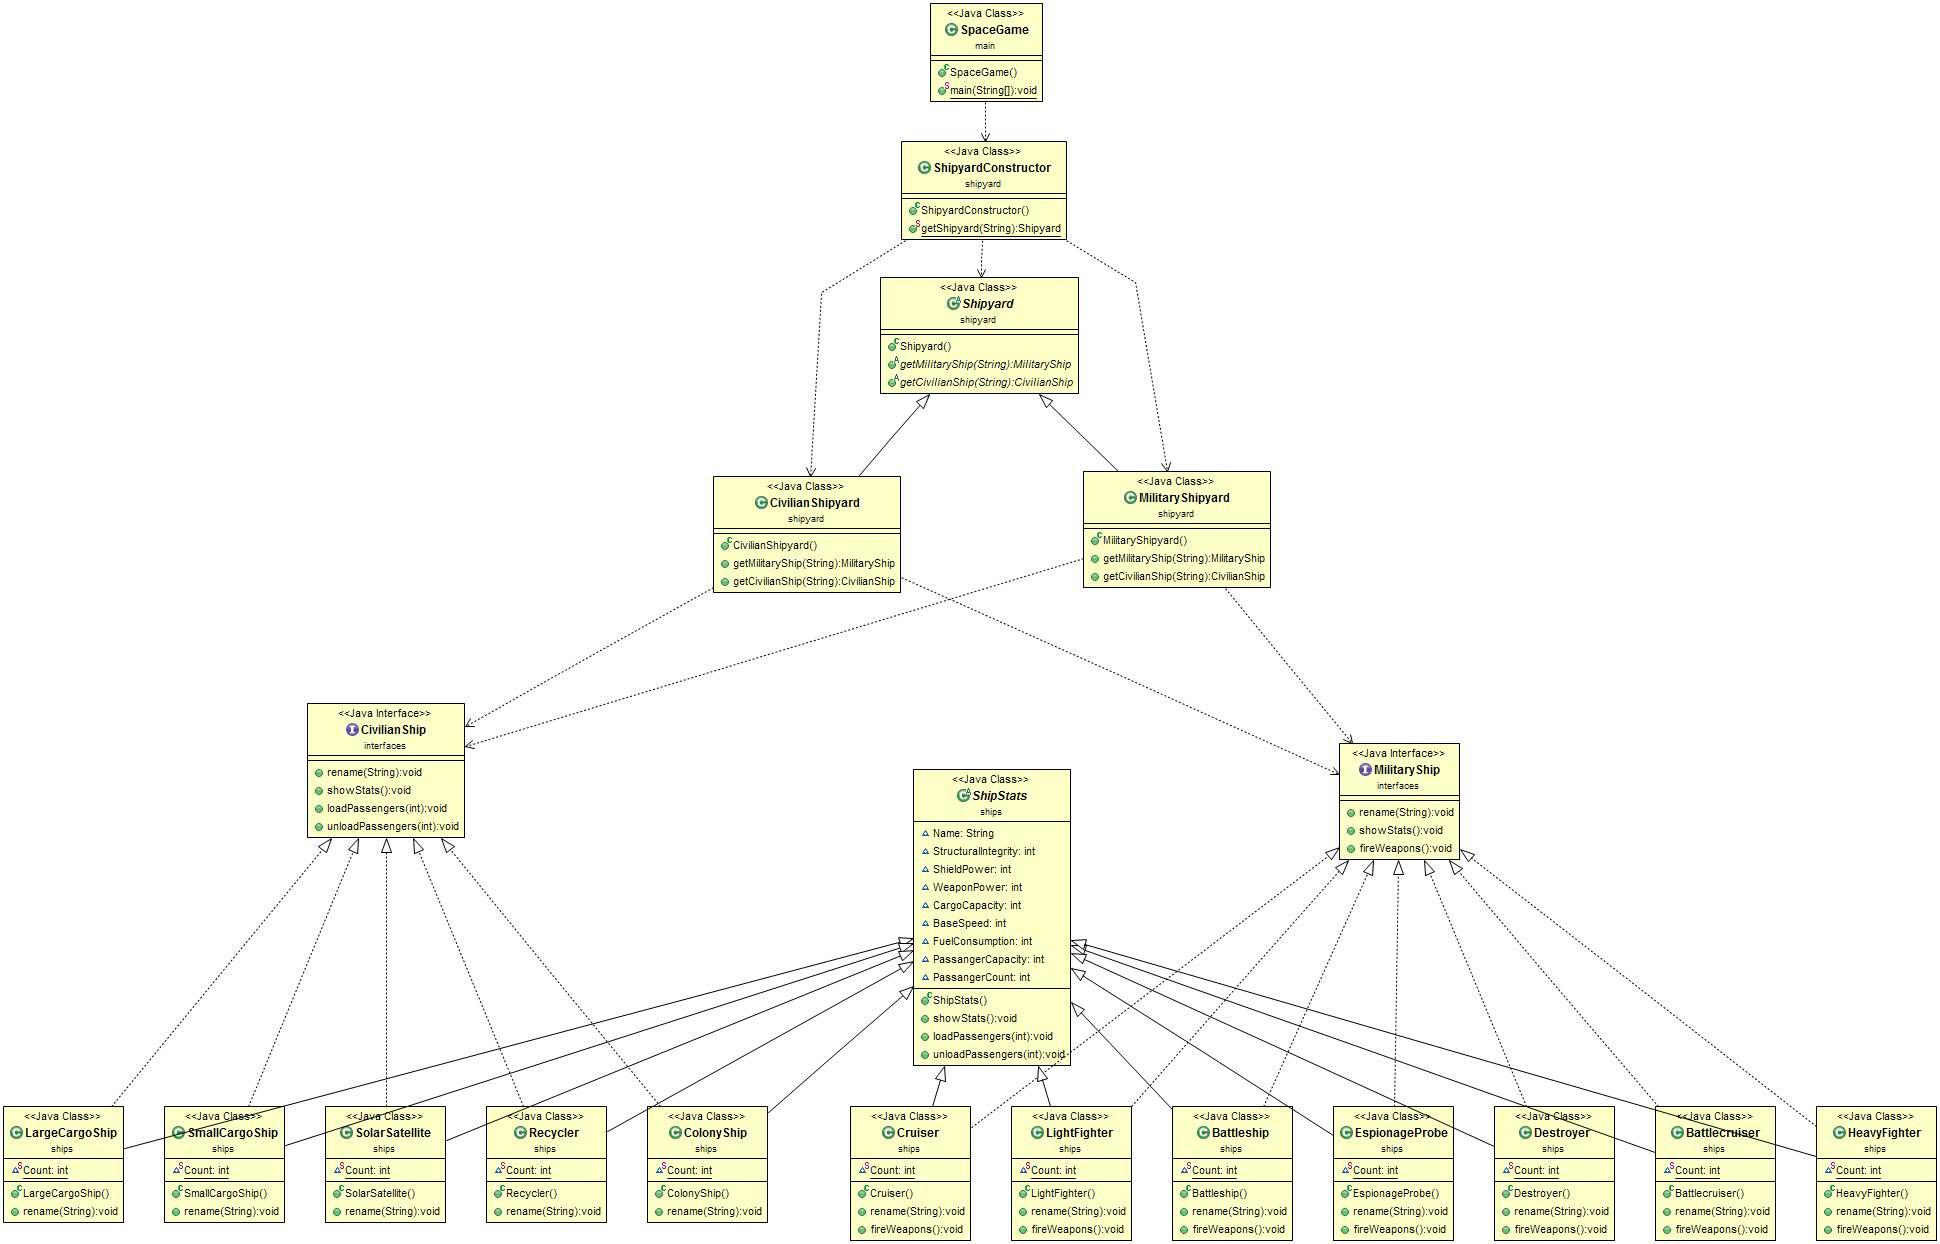 <<Java Class>>
SpaceGame
main
SpaceGame()
main(String[]):void
<<Java Class>>
ShipyardConstructor
shipyard
ShipyardConstructor()
getShipyard(String):Shipyard
<<Java Class>>
Shipyard
shipyard
Shipyard()
getMilitaryShip(String):MilitaryShip
getCivilianShip(String):CivilianShip
<<Java Class>>
CivilianShipyard
shipyard
CivilianShipyard()
getMilitaryShip(String):MilitaryShip
getCivilianShip(String):CivilianShip
<<Java Class>>
MilitaryShipyard
shipyard
MilitaryShipyard()
getMilitaryShip(String):MilitaryShip
getCivilianShip(String):CivilianShip
<<Java Interface>>
CivilianShip
interfaces
rename(String):void
showStats():void
loadPassengers(int):void
unloadPassengers(int):void
<<Java Class>>
ShipStats
ships
Name: String
StructuralIntegrity: int
ShieldPower: int
WeaponPower: int
CargoCapacity: int
BaseSpeed: int
FuelConsumption: int
PassangerCapacity: int
PassangerCount: int
ShipStats()
showStats():void
loadPassengers(int):void
unloadPassengers(int):void
<<Java Interface>>
MilitaryShip
interfaces
rename(String):void
showStats():void
fireWeapons():void
<<Java Class>>
LargeCargoShip
ships
Count: int
LargeCargoShip()
rename(String):void
<<Java Class>>
SmallCargoShip
ships
Count: int
SmallCargoShip()
rename(String):void
<<Java Class>>
SolarSatellite
ships
Count: int
SolarSatellite()
rename(String):void
<<Java Class>>
Recycler
ships
Count: int
Recycler()
rename(String):void
<<Java Class>>
ColonyShip
ships
Count: int
ColonyShip()
rename(String):void
<<Java Class>>
Cruiser
ships
Count: int
Cruiser()
rename(String):void
fireWeapons():void
<<Java Class>>
LightFighter
ships
Count: int
LightFighter()
rename(String):void
fireWeapons():void
<<Java Class>>
Battleship
ships
Count: int
Battleship()
rename(String):void
fireWeapons():void
<<Java Class>>
EspionageProbe
ships
Count: int
EspionageProbe()
rename(String):void
fireWeapons():void
<<Java Class>>
Destroyer
ships
Count: int
Destroyer()
rename(String):void
fireWeapons():void
<<Java Class>>
Battlecruiser
ships
Count: int
Battlecruiser()
rename(String):void
fireWeapons():void
<<Java Class>>
HeavyFighter
ships
Count: int
HeavyFighter()
rename(String):void
fireWeapons():void